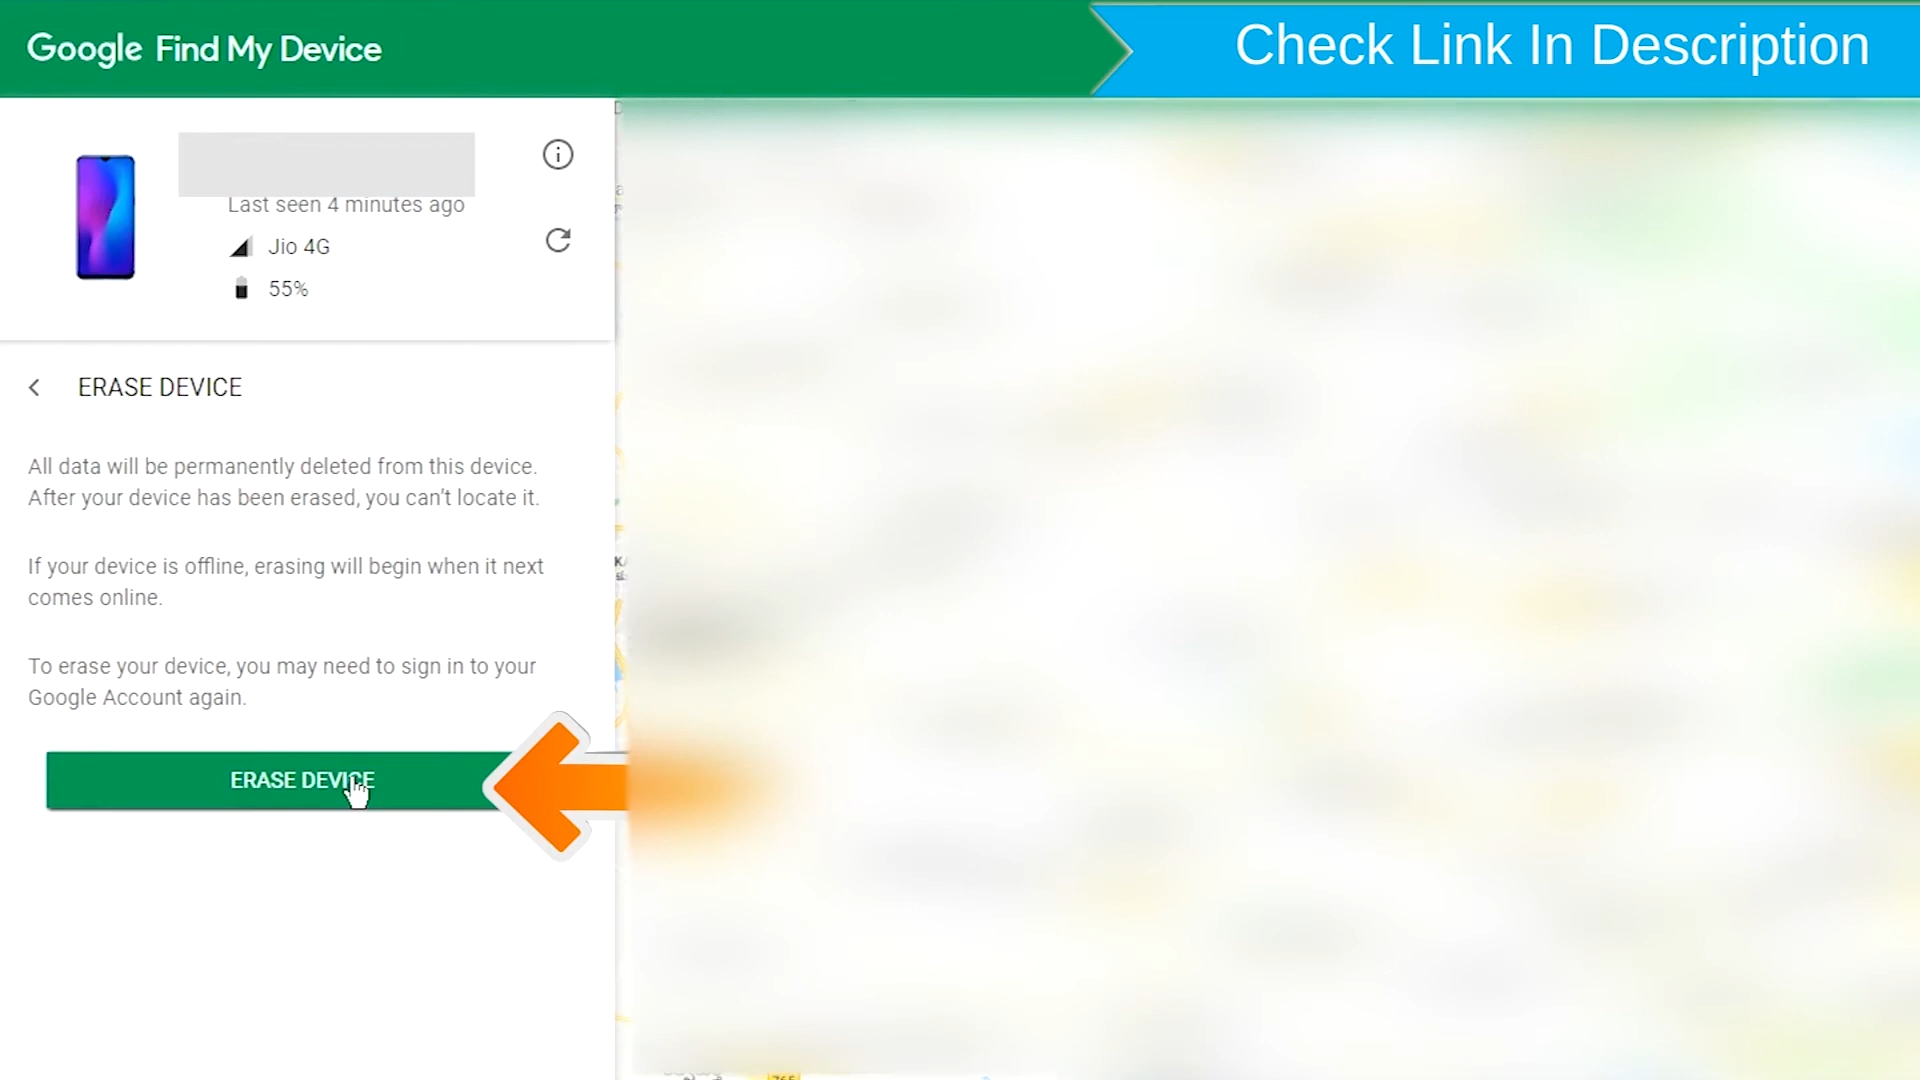 Google Find My Device
Check Link In Description
Last seen 4 minutes ago
Jio 4G
55%
ERASE DEVICE
All data will be permanently deleted from this device.
After your device has been erased, you can't locate it.
If your device is offline, erasing will begin when it next
comes online.
To erase your device, you may need to sign in to your
Google Account again.
ERASE DEVICE